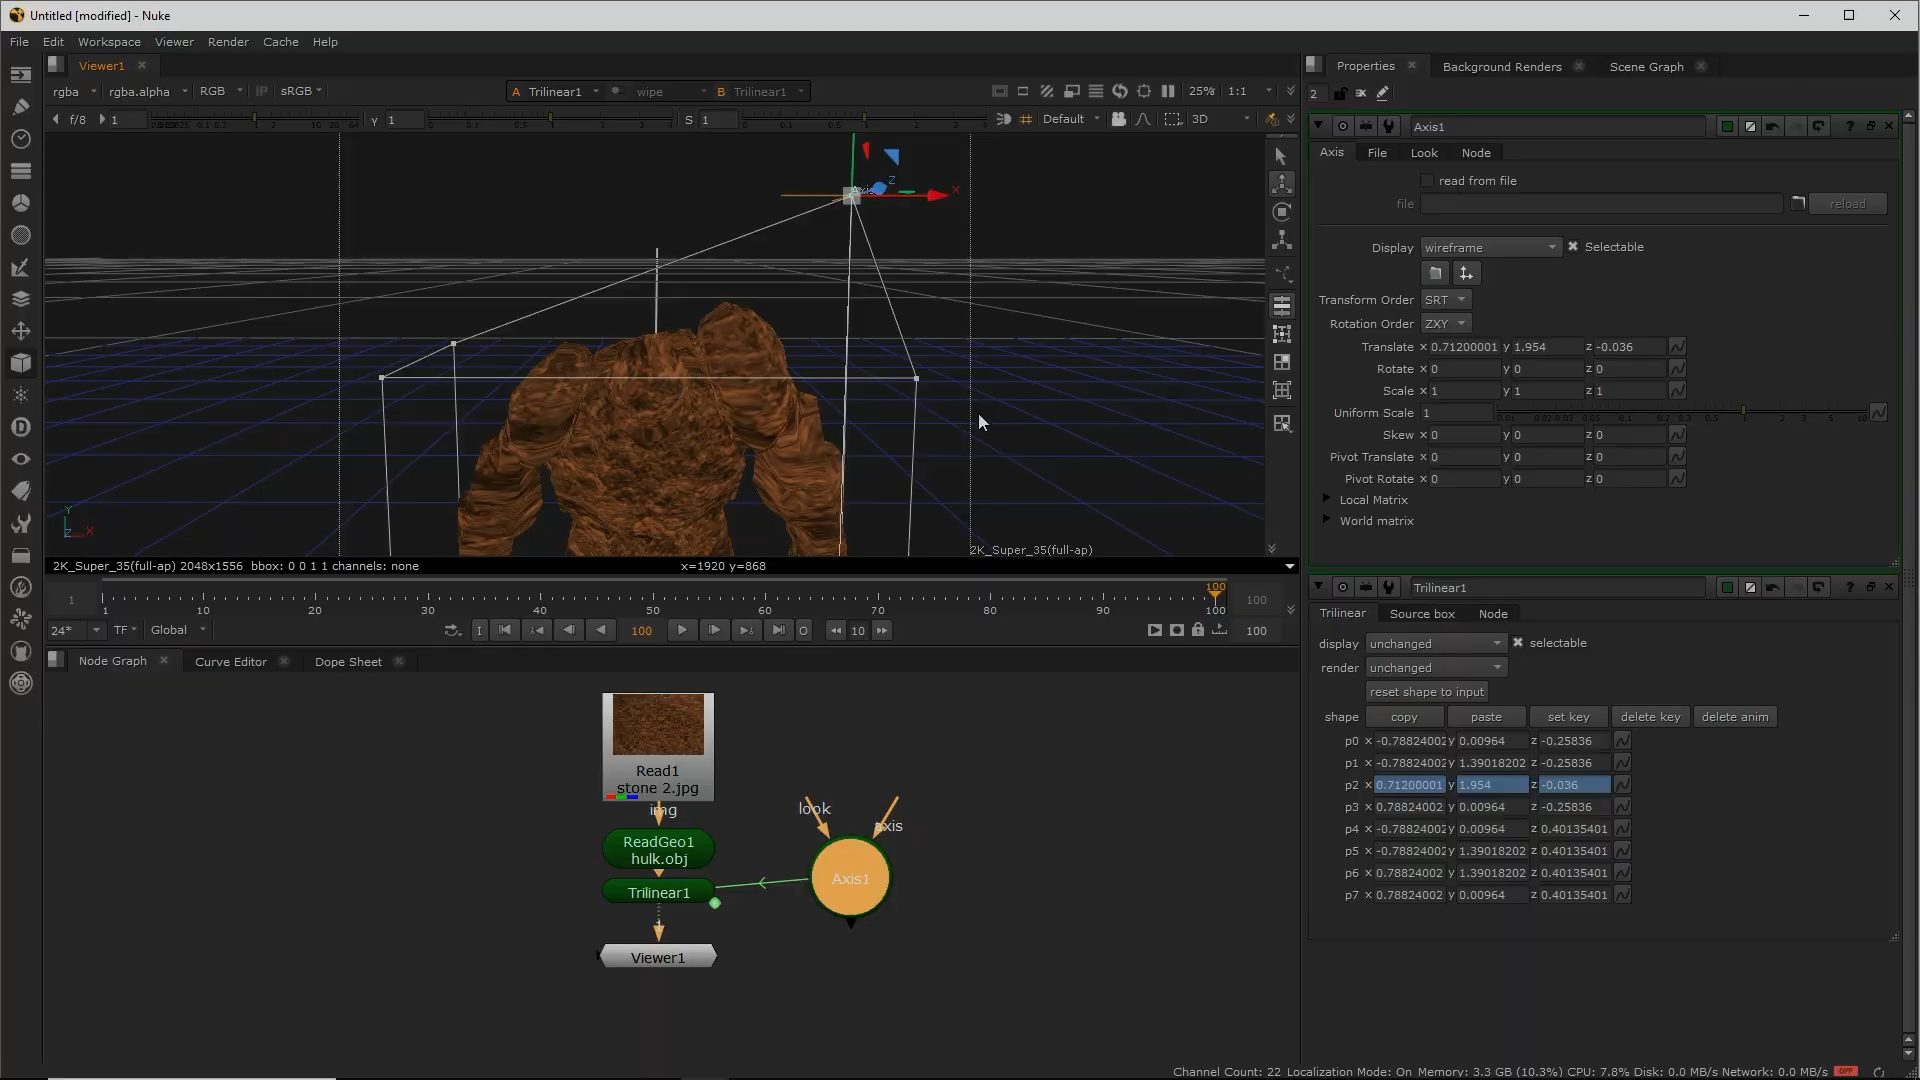 Untitled [modified] - Nuke
File Edit Workspace Viewer Render Cache Help
Viewer1
rgba rgba.alpha RGB IP sRGB A Trilinear1 wipe B Trilinear1 25% 1:1
f/8 1 y 1 S 1 Default 3D
Axis
X
Z
Y
Z X
2K_Super_35(full-ap)
2K_Super_35(full-ap) 2048x1556 bbox: 0 0 1 1 channels: none x=1920 y=868
1 1 10 20 30 40 50 60 70 80 90 100 100 100
24* TF Global I 100 O 10 100
Node Graph Curve Editor Dope Sheet
Read1
stone 2.jpg
img
ReadGeo1
hulk.obj
Trilinear1
1
Viewer1
look
axis
Axis1
Properties Background Renders Scene Graph
2
Axis1
Axis File Look Node
read from file
file reload
Display wireframe Selectable
Transform Order SRT
Rotation Order ZXY
Translate x 0.71200001 y 1.954 z -0.036
Rotate x 0 y 0 z 0
Scale x 1 y 1 z 1
Uniform Scale 1
Skew x 0 y 0 z 0
Pivot Translate x 0 y 0 z 0
Pivot Rotate x 0 y 0 z 0
Local Matrix
World matrix
Trilinear1
Trilinear Source box Node
display unchanged selectable
render unchanged
reset shape to input
shape copy paste set key delete key delete anim
p0 x -0.78824002 y 0.00964 z -0.25836
p1 x -0.78824002 y 1.39018202 z -0.25836
p2 x 0.71200001 y 1.954 z -0.036
p3 x 0.78824002 y 0.00964 z -0.25836
p4 x -0.78824002 y 0.00964 z 0.40135401
p5 x -0.78824002 y 1.39018202 z 0.40135401
p6 x 0.78824002 y 1.39018202 z 0.40135401
p7 x 0.78824002 y 0.00964 z 0.40135401
Channel Count: 22 Localization Mode: On Memory: 3.3 GB (10.3%) CPU: 7.8% Disk: 0.0 MB/s Network: 0.0 MB/s OFF